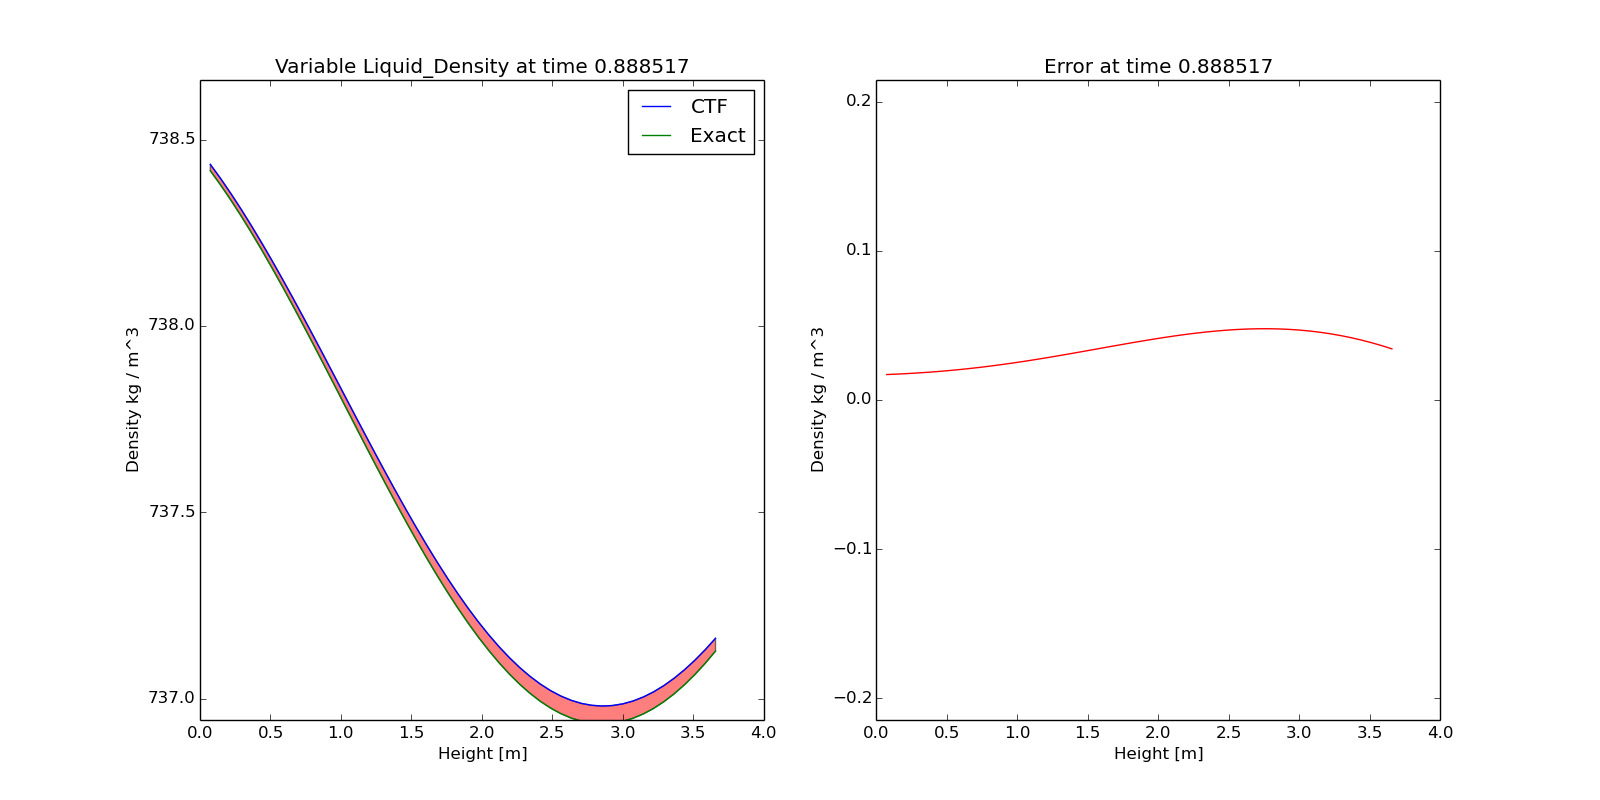 Variable Liquid_Density at time 0.888517
CTF
Exact
738.5
738.0
737.5
737.0
Density kg / m^3
0.0 0.5 1.0 1.5 2.0 2.5 3.0 3.5 4.0
Height [m]
Error at time 0.888517
0.2
0.1
0.0
−0.1
−0.2
Density kg / m^3
0.0 0.5 1.0 1.5 2.0 2.5 3.0 3.5 4.0
Height [m]